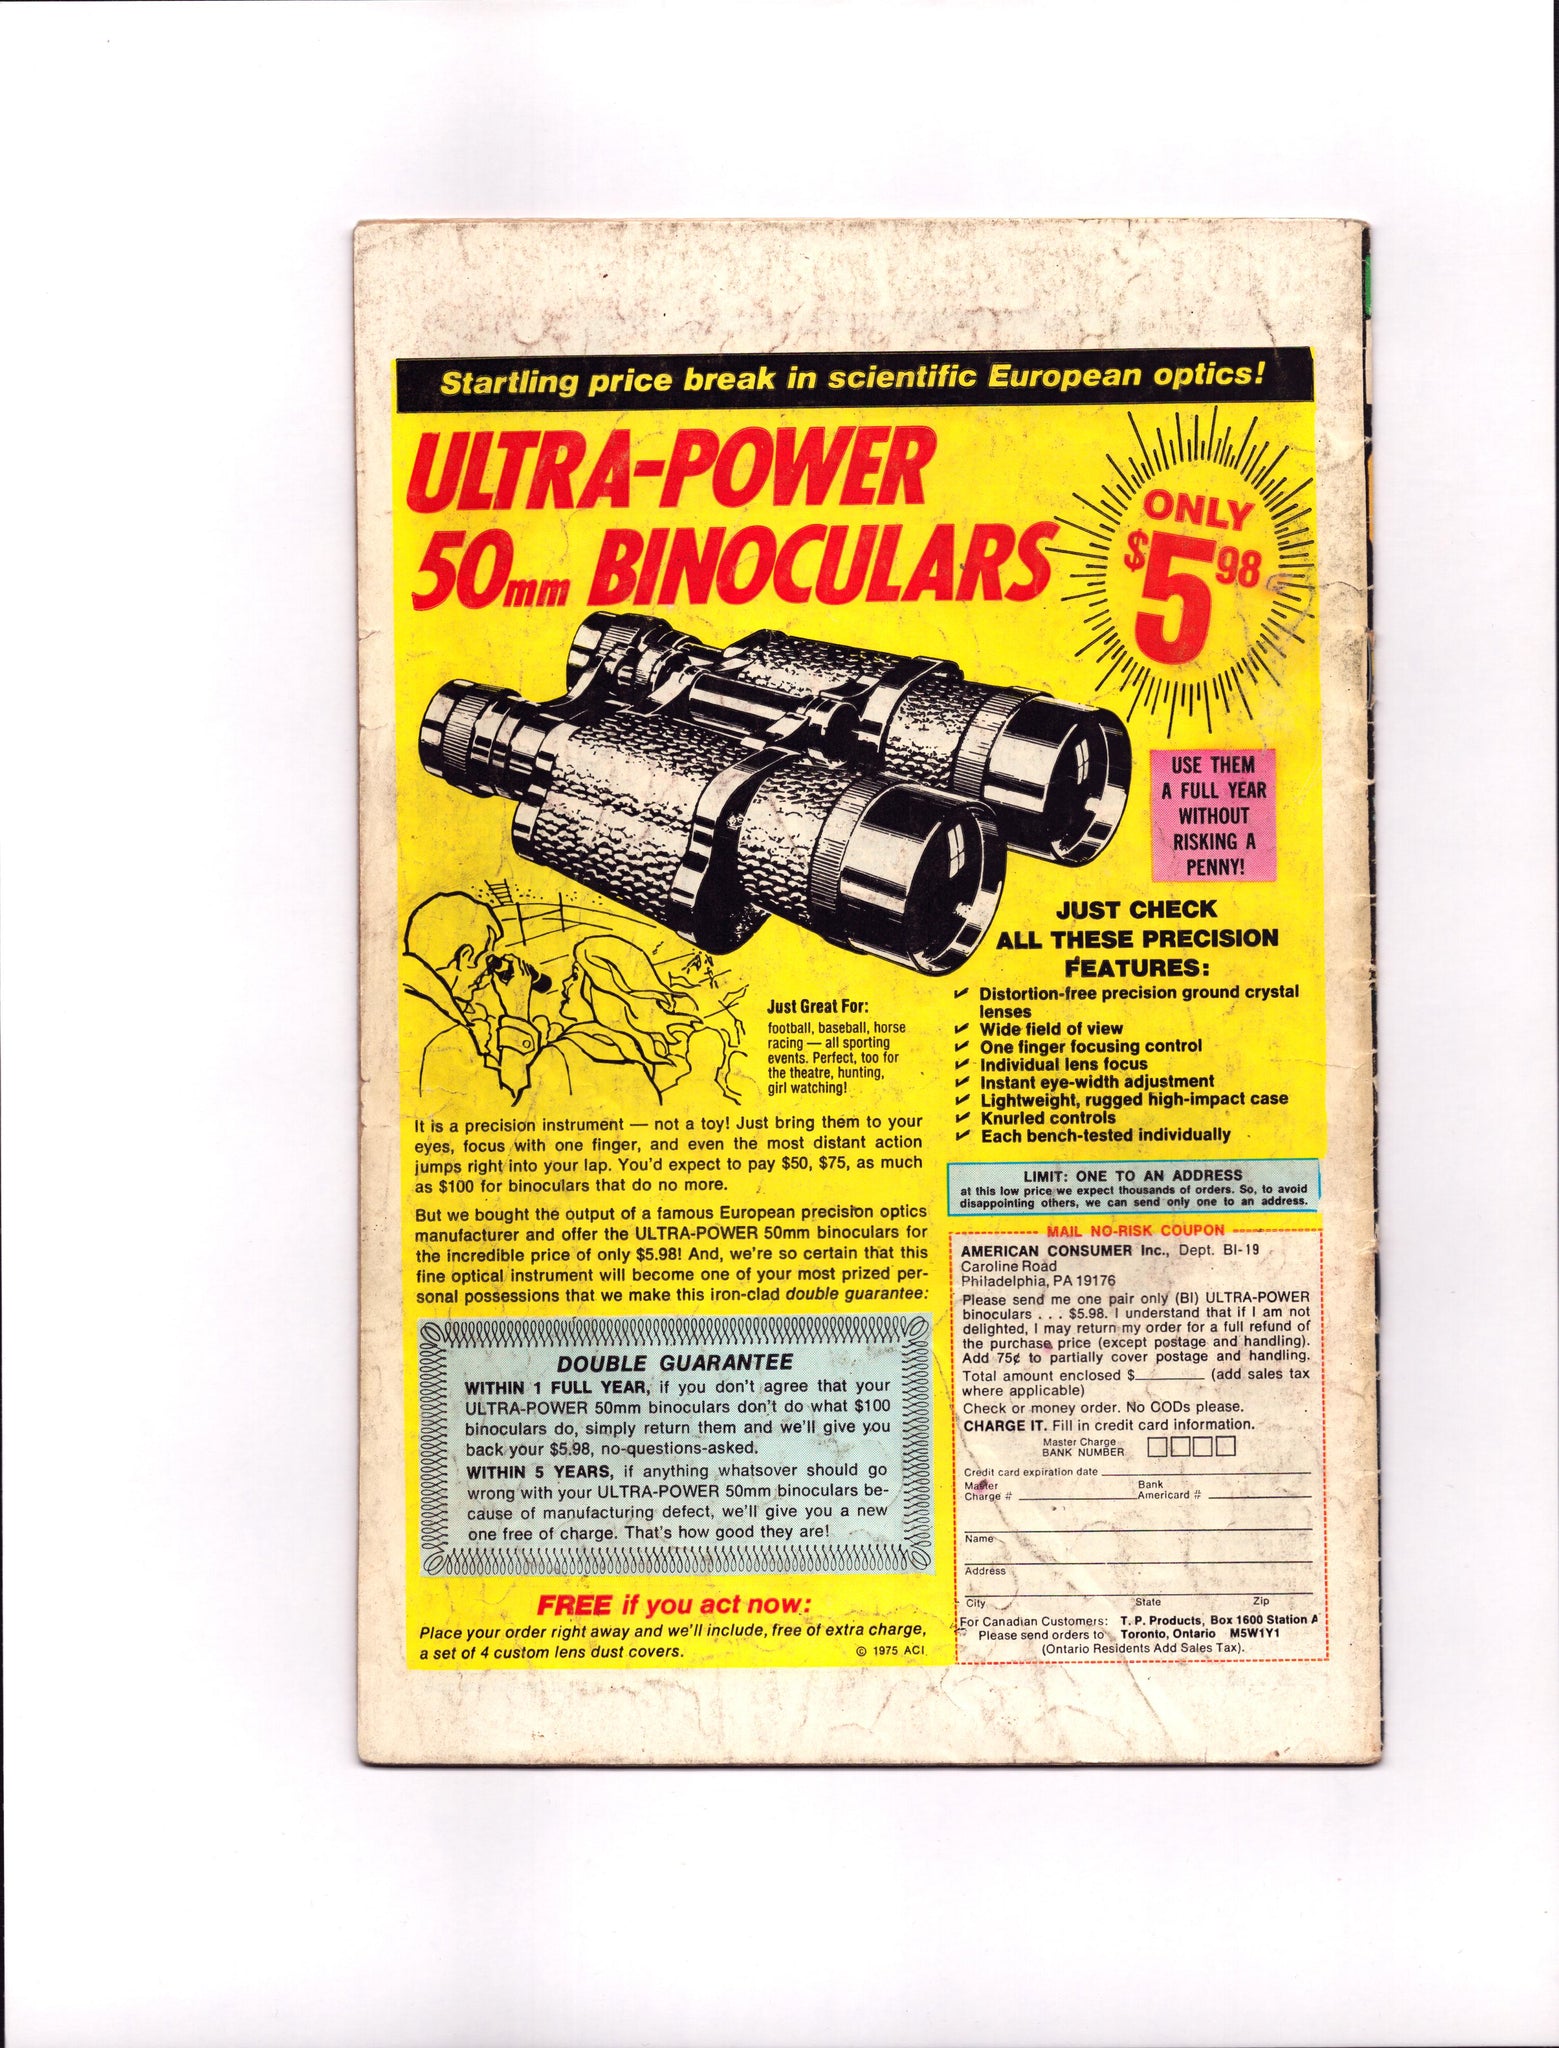 Startling price break in scientific European optics!
ULTRA-POWER
50mm BINOCULARS
ONLY
$5.98
USE THEM
A FULL YEAR
WITHOUT
RISKING A
PENNY!
JUST CHECK
ALL THESE PRECISION
FEATURES:
✔ Distortion-free precision ground crystal
lenses
✔ Wide field of view
✔ One finger focusing control
✔ Individual lens focus
✔ Instant eye-width adjustment
✔ Lightweight, rugged high-impact case
✔ Knurled controls
✔ Each bench-tested individually
Just Great For:
football, baseball, horse
racing — all sporting
events. Perfect, too for
the theatre, hunting,
girl watching!
It is a precision instrument — not a toy! Just bring them to your
eyes, focus with one finger, and even the most distant action
jumps right into your lap. You'd expect to pay $50, $75, as much
as $100 for binoculars that do no more.
But we bought the output of a famous European precision optics
manufacturer and offer the ULTRA-POWER 50mm binoculars for
the incredible price of only $5.98! And, we're so certain that this
fine optical instrument will become one of your most prized per-
sonal possessions that we make this iron-clad double guarantee:
DOUBLE GUARANTEE
WITHIN 1 FULL YEAR, if you don't agree that your
ULTRA-POWER 50mm binoculars don't do what $100
binoculars do, simply return them and we'll give you
back your $5.98, no-questions-asked.
WITHIN 5 YEARS, if anything whatsover should go
wrong with your ULTRA-POWER 50mm binoculars be-
cause of manufacturing defect, we'll give you a new
one free of charge. That's how good they are!
FREE if you act now:
Place your order right away and we'll include, free of extra charge,
a set of 4 custom lens dust covers.
© 1975 ACI
LIMIT: ONE TO AN ADDRESS
at this low price we expect thousands of orders. So, to avoid
disappointing others, we can send only one to an address.
MAIL NO-RISK COUPON
AMERICAN CONSUMER Inc., Dept. BI-19
Caroline Road
Philadelphia, PA 19176
Please send me one pair only (BI) ULTRA-POWER
binoculars . . . $5.98. I understand that if I am not
delighted, I may return my order for a full refund of
the purchase price (except postage and handling).
Add 75¢ to partially cover postage and handling.
Total amount enclosed $________ (add sales tax
where applicable)
Check or money order. No CODs please.
CHARGE IT. Fill in credit card information.
Master Charge
BANK NUMBER
Credit card expiration date
Master Bank
Charge # Americard #
Name
Address
City State Zip
For Canadian Customers: T. P. Products, Box 1600 Station A
Please send orders to Toronto, Ontario M5W1Y1
(Ontario Residents Add Sales Tax).